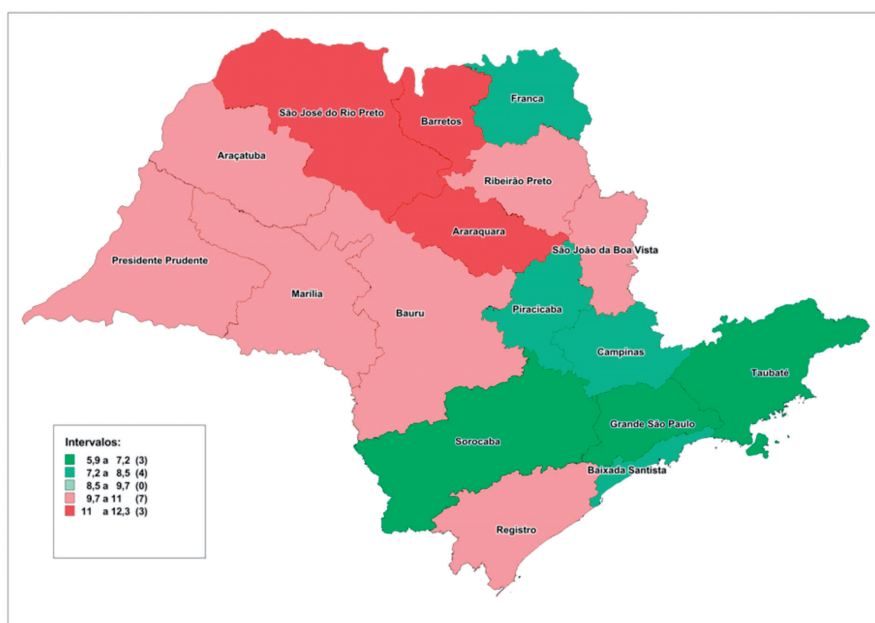 Franca
São José do Rio Preto
Barretos
Araçatuba
Ribeirão Preto
Araraquara
São João da Boa Vista
Presidente Prudente
Marília
Bauru
Piracicaba
Campinas
Taubaté
Grande São Paulo
Sorocaba
Baixada Santista
Registro
Intervalos:
5,9 a 7,2 (3)
7,2 a 8,5 (4)
8,5 a 9,7 (0)
9,7 a 11 (7)
11 a 12,3 (3)